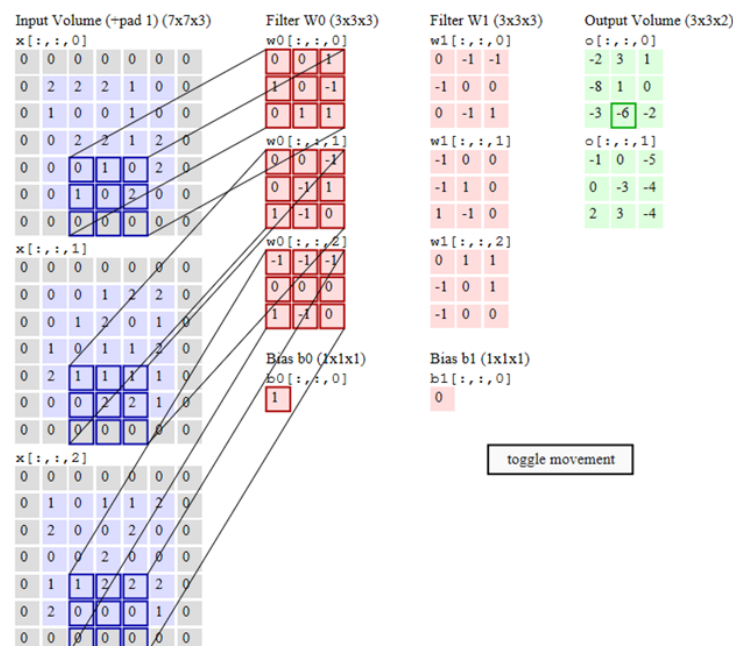 Input Volume (+pad 1) (7x7x3)
x[:,:,0]
0 0 0 0 0 0 0
0 2 2 2 1 0 0
0 1 0 0 1 0 0
0 0 2 2 1 2 0
0 0 0 1 0 2 0
0 0 1 0 2 0 0
0 0 0 0 0 0 0
x[:,:,1]
0 0 0 0 0 0 0
0 0 0 1 2 2 0
0 0 1 2 0 1 0
0 1 0 1 1 2 0
0 2 1 1 1 1 0
0 0 0 2 2 1 0
0 0 0 0 0 0 0
x[:,:,2]
0 0 0 0 0 0 0
0 1 0 1 1 2 0
0 2 0 0 2 0 0
0 0 0 2 0 0 0
0 1 1 2 2 2 0
0 2 0 0 0 1 0
0 0 0 0 0 0 0
Filter W0 (3x3x3)
w0[:,:,0]
0 0 1
1 0 -1
0 1 1
w0[:,:,1]
0 0 -1
0 -1 1
1 -1 0
w0[:,:,2]
-1 -1 -1
0 0 0
1 -1 0
Bias b0 (1x1x1)
b0[:,:,0]
1
Filter W1 (3x3x3)
w1[:,:,0]
0 -1 -1
-1 0 0
0 -1 1
w1[:,:,1]
-1 0 0
-1 1 0
1 -1 0
w1[:,:,2]
0 1 1
-1 0 1
-1 0 0
Bias b1 (1x1x1)
b1[:,:,0]
0
Output Volume (3x3x2)
o[:,:,0]
-2 3 1
-8 1 0
-3 -6 -2
o[:,:,1]
-1 0 -5
0 -3 -4
2 3 -4
toggle movement